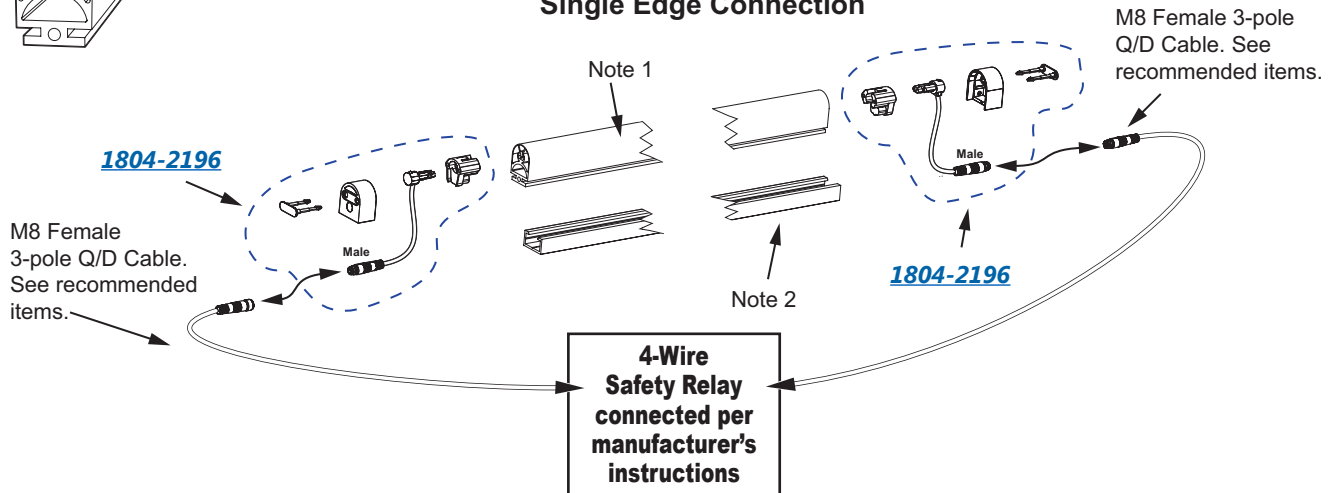 Single Edge Connection
M8 Female 3-pole
Q/D Cable. See
recommended items.
Note 1
1804-2196
Male
Male
M8 Female
3-pole Q/D Cable.
See recommended
items.
1804-2196
Note 2
4-Wire
Safety Relay
connected per
manufacturer's
instructions